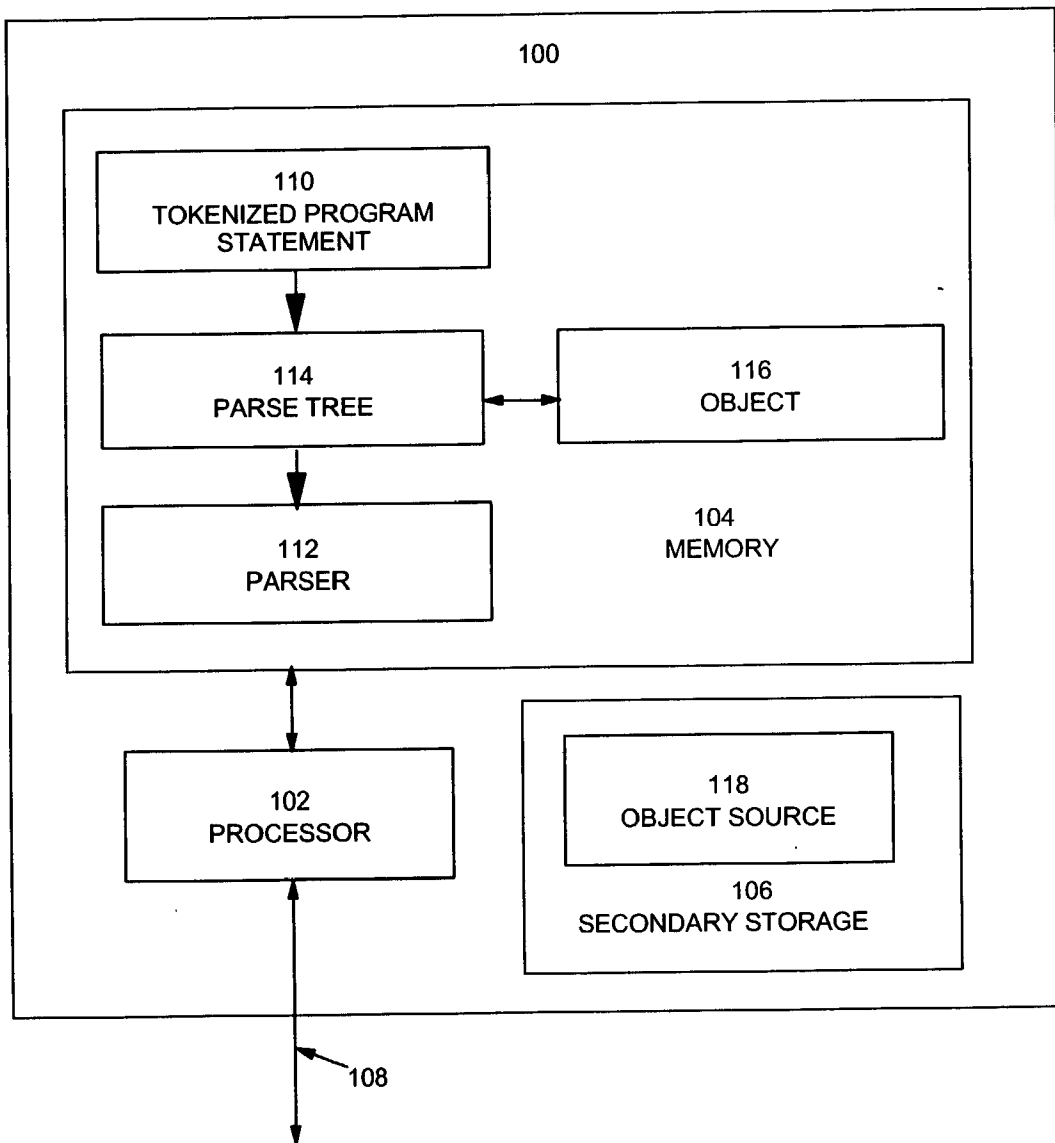 100
110
TOKENIZED PROGRAM
STATEMENT
114
PARSE TREE
116
OBJECT
112
PARSER
104
MEMORY
102
PROCESSOR
118
OBJECT SOURCE
106
SECONDARY STORAGE
108